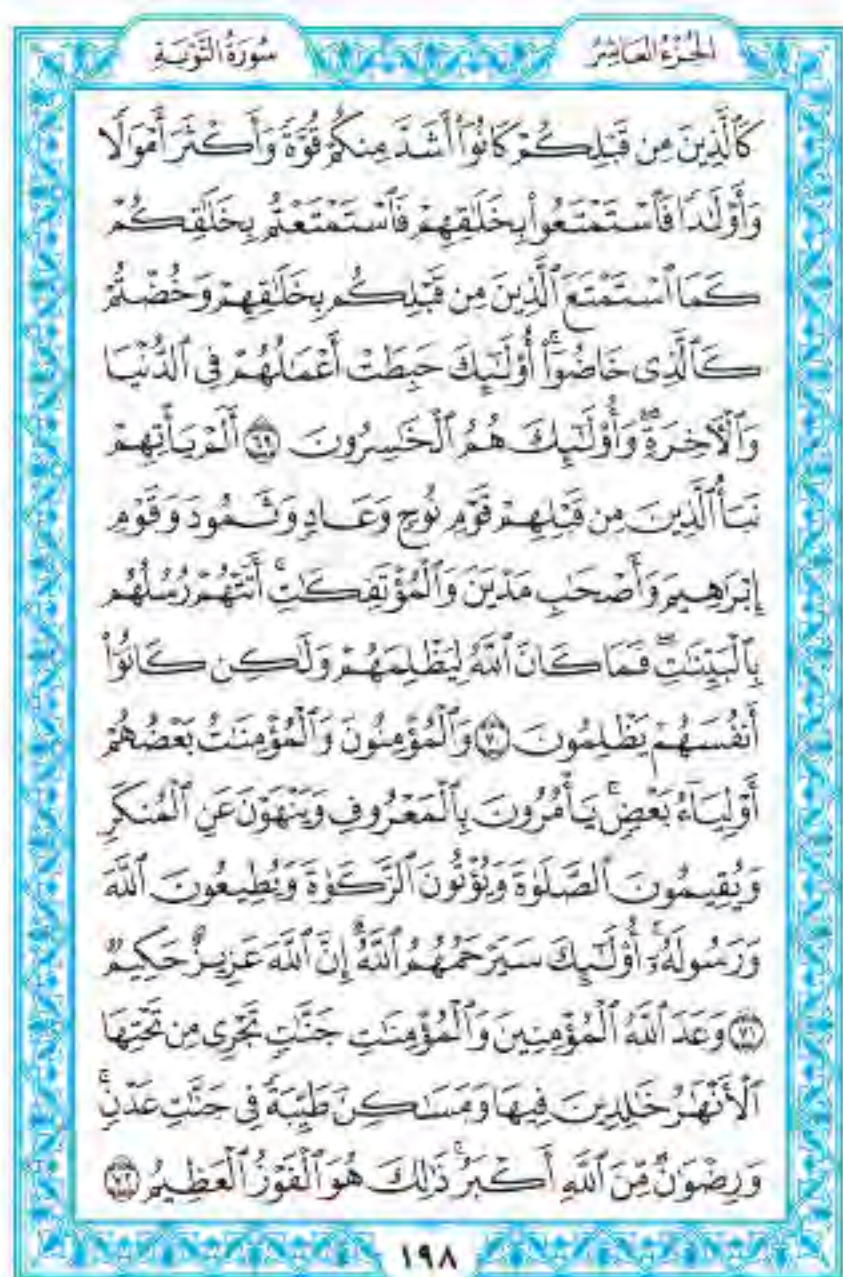 الجزء العاشر
سورة التوبة
كَٱلَّذِينَ مِن قَبْلِكُمْ كَانُوٓا۟ أَشَدَّ مِنكُمْ قُوَّةً وَأَكْثَرَ أَمْوَٰلًا
وَأَوْلَٰدًا فَٱسْتَمْتَعُوا۟ بِخَلَٰقِهِمْ فَٱسْتَمْتَعْتُم بِخَلَٰقِكُمْ
كَمَا ٱسْتَمْتَعَ ٱلَّذِينَ مِن قَبْلِكُم بِخَلَٰقِهِمْ وَخُضْتُمْ
كَٱلَّذِى خَاضُوٓا۟ ۚ أُو۟لَٰٓئِكَ حَبِطَتْ أَعْمَٰلُهُمْ فِى ٱلدُّنْيَا
وَٱلْءَاخِرَةِ ۖ وَأُو۟لَٰٓئِكَ هُمُ ٱلْخَٰسِرُونَ ٦٩ أَلَمْ يَأْتِهِمْ
نَبَأُ ٱلَّذِينَ مِن قَبْلِهِمْ قَوْمِ نُوحٍ وَعَادٍ وَثَمُودَ وَقَوْمِ
إِبْرَٰهِيمَ وَأَصْحَٰبِ مَدْيَنَ وَٱلْمُؤْتَفِكَٰتِ ۚ أَتَتْهُمْ رُسُلُهُم
بِٱلْبَيِّنَٰتِ ۖ فَمَا كَانَ ٱللَّهُ لِيَظْلِمَهُمْ وَلَٰكِن كَانُوٓا۟
أَنفُسَهُمْ يَظْلِمُونَ ٧٠ وَٱلْمُؤْمِنُونَ وَٱلْمُؤْمِنَٰتُ بَعْضُهُمْ
أَوْلِيَآءُ بَعْضٍ ۚ يَأْمُرُونَ بِٱلْمَعْرُوفِ وَيَنْهَوْنَ عَنِ ٱلْمُنكَرِ
وَيُقِيمُونَ ٱلصَّلَوٰةَ وَيُؤْتُونَ ٱلزَّكَوٰةَ وَيُطِيعُونَ ٱللَّهَ
وَرَسُولَهُۥٓ ۚ أُو۟لَٰٓئِكَ سَيَرْحَمُهُمُ ٱللَّهُ ۗ إِنَّ ٱللَّهَ عَزِيزٌ حَكِيمٌ
٧١ وَعَدَ ٱللَّهُ ٱلْمُؤْمِنِينَ وَٱلْمُؤْمِنَٰتِ جَنَّٰتٍ تَجْرِى مِن تَحْتِهَا
ٱلْأَنْهَٰرُ خَٰلِدِينَ فِيهَا وَمَسَٰكِنَ طَيِّبَةً فِى جَنَّٰتِ عَدْنٍ ۚ
وَرِضْوَٰنٌ مِّنَ ٱللَّهِ أَكْبَرُ ۚ ذَٰلِكَ هُوَ ٱلْفَوْزُ ٱلْعَظِيمُ ٧٢
١٩٨